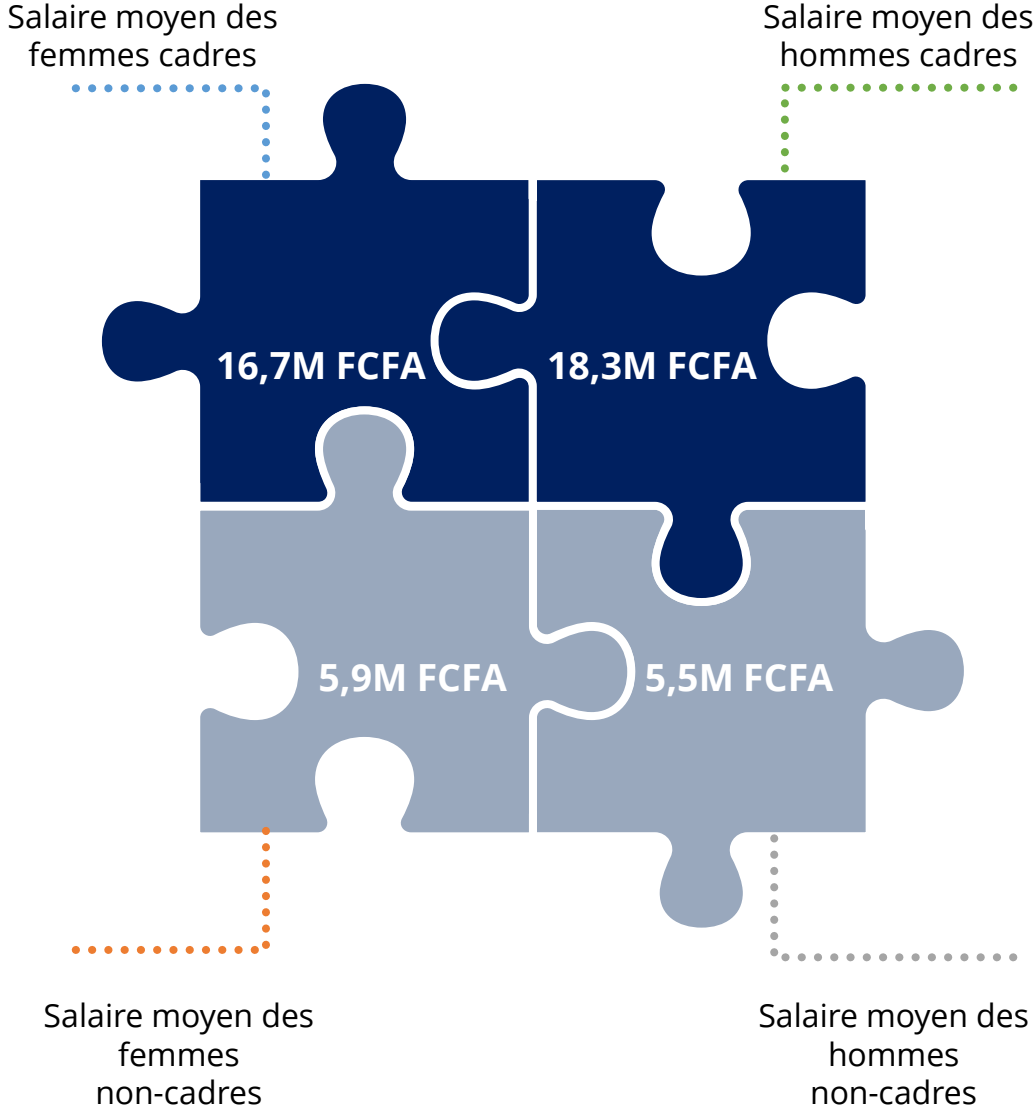 Salaire moyen des
femmes cadres
Salaire moyen des
hommes cadres
16,7M FCFA
18,3M FCFA
5,9M FCFA
5,5M FCFA
Salaire moyen des
femmes
non-cadres
Salaire moyen des
hommes
non-cadres